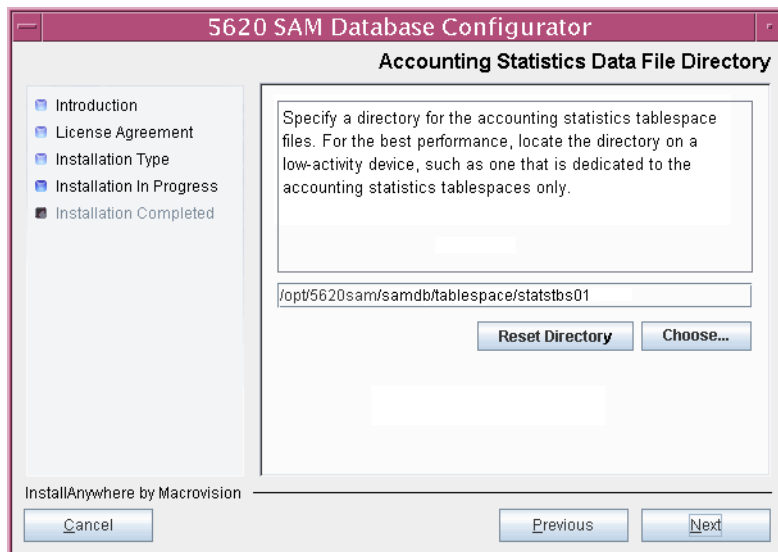 5620 SAM Database Configurator
Accounting Statistics Data File Directory
Introduction
License Agreement
Installation Type
Installation In Progress
Installation Completed
Specify a directory for the accounting statistics tablespace
files. For the best performance, locate the directory on a
low-activity device, such as one that is dedicated to the
accounting statistics tablespaces only.
/opt/5620sam/samdb/tablespace/statstbs01
Reset Directory
Choose...
InstallAnywhere by Macrovision
Cancel
Previous
Next